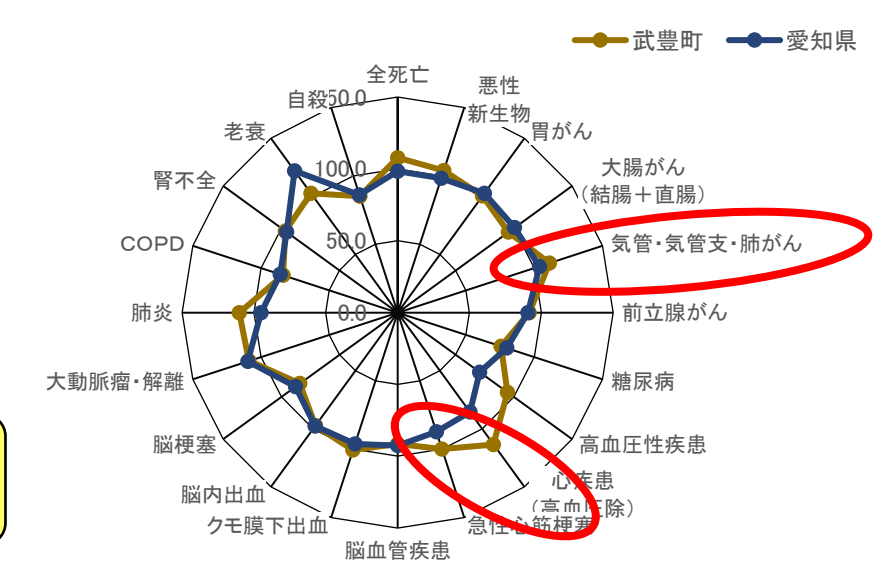 武豊町
愛知県
全死亡
悪性
新生物
胃がん
大腸がん
(結腸＋直腸)
気管・気管支・肺がん
前立腺がん
糖尿病
高血圧性疾患
心疾患
(高血圧除)
急性心筋梗塞
脳血管疾患
クモ膜下出血
脳内出血
脳梗塞
大動脈瘤・解離
肺炎
COPD
腎不全
老衰
自殺
50.0
100.0
50.0
0.0